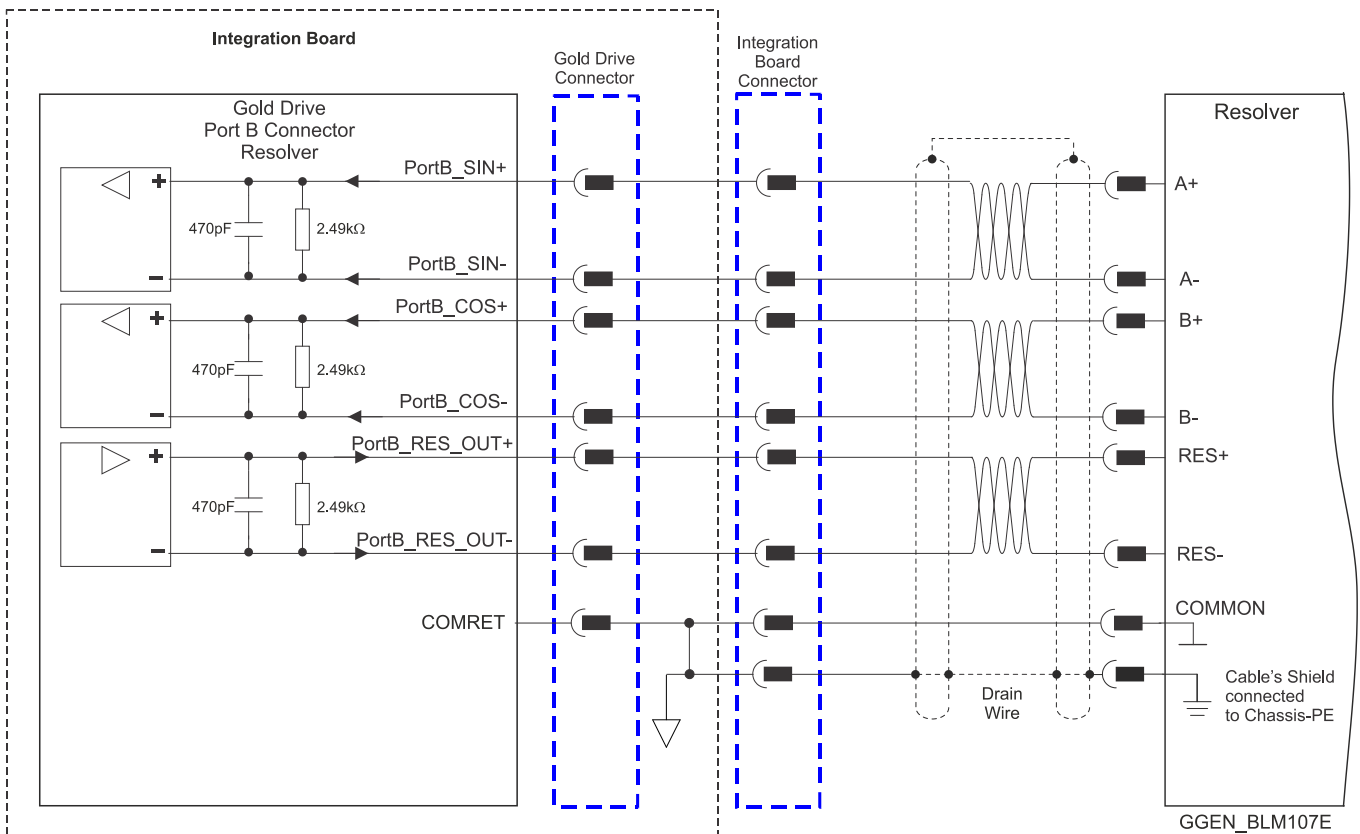 Integration Board
Gold Drive
Connector
Integration
Board
Connector
Gold Drive
Port B Connector
Resolver
Resolver
PortB_SIN+
+
470pF
2.49kΩ
A+
PortB_SIN-
-
A-
PortB_COS+
+
B+
470pF
2.49kΩ
PortB_COS-
-
B-
PortB_RES_OUT+
+
RES+
470pF
2.49kΩ
PortB_RES_OUT-
-
RES-
COMRET
COMMON
Drain
Wire
Cable's Shield
connected
to Chassis-PE
GGEN_BLM107E